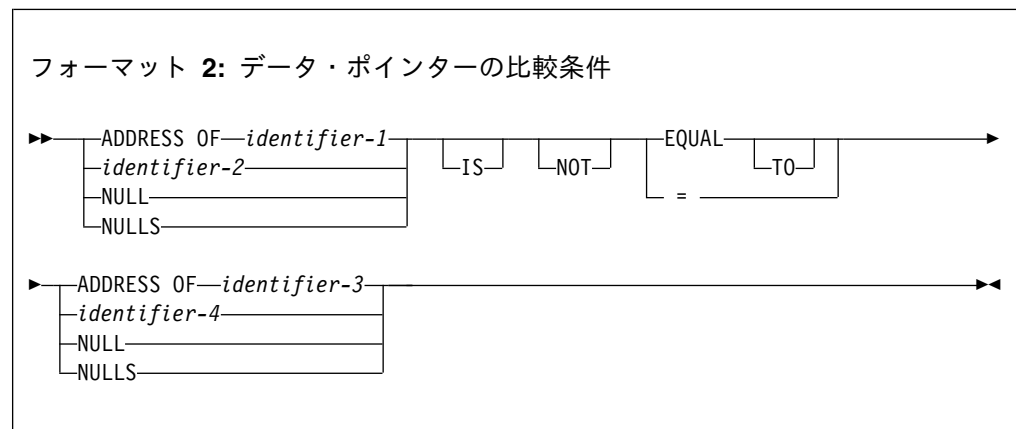 フォーマット 2: データ・ポインターの比較条件
ADDRESS OF identifier-1 EQUAL
identifier-2 IS NOT TO
NULL =
NULLS
ADDRESS OF identifier-3
identifier-4
NULL
NULLS